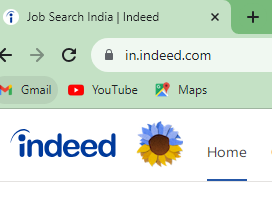 Job Search India | Indeed
in.indeed.com
Gmail YouTube Maps
indeed Home